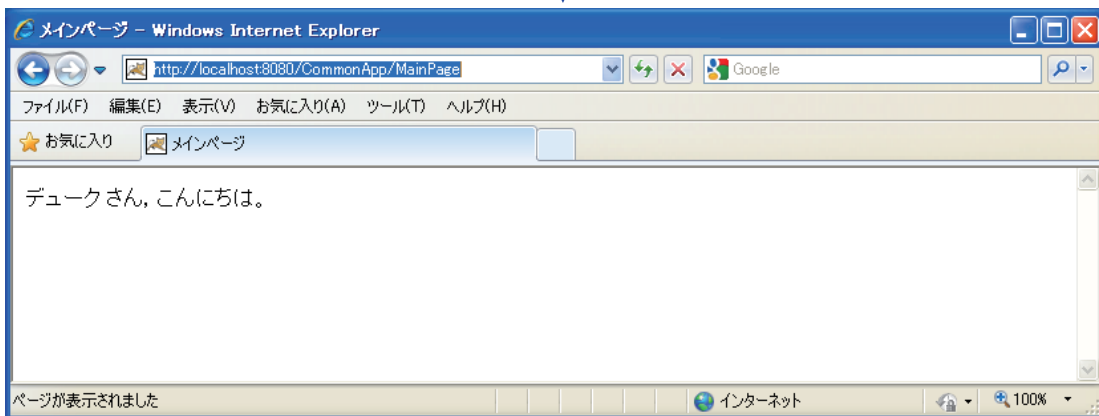 メインページ - Windows Internet Explorer
http://localhost:8080/CommonApp/MainPage
Google
ファイル(F) 編集(E) 表示(V) お気に入り(A) ツール(T) ヘルプ(H)
お気に入り メインページ
デューク さん, こんにちは。
ページが表示されました インターネット 100%